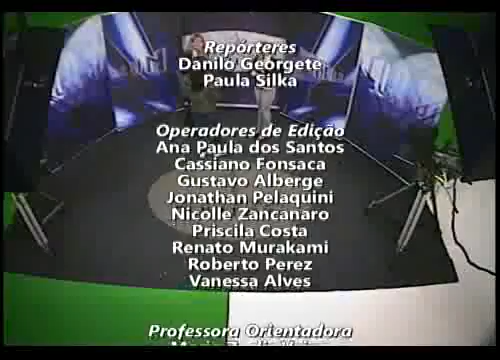 Repórteres
Danilo Georgete
Paula Silka
Operadores de Edição
Ana Paula dos Santos
Cassiano Fonsaca
Gustavo Alberge
Jonathan Pelaquini
Nicolle Zancanaro
Priscila Costa
Renato Murakami
Roberto Perez
Vanessa Alves
Professora Orientadora